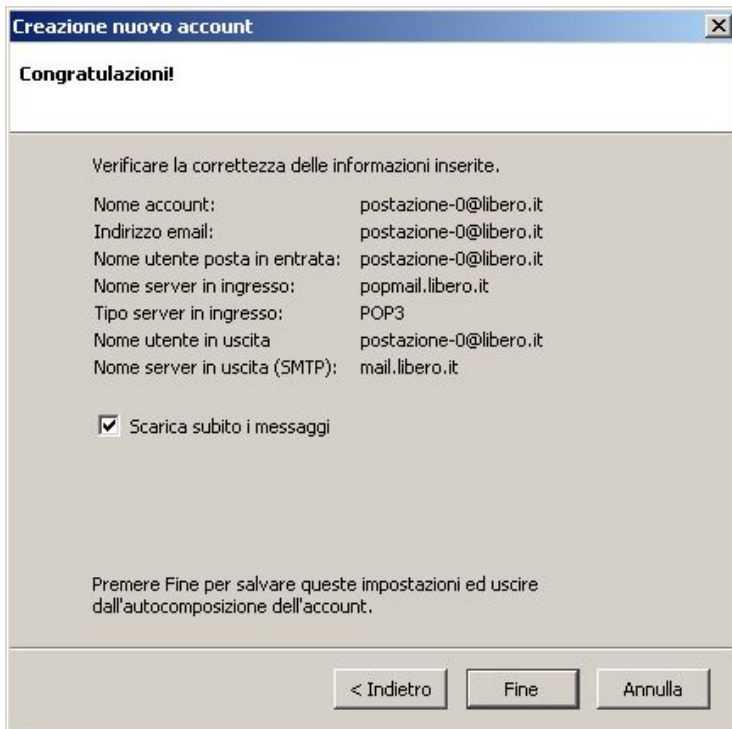 Creazione nuovo account
Congratulazioni!
Verificare la correttezza delle informazioni inserite.
Nome account: postazione-0@libero.it
Indirizzo email: postazione-0@libero.it
Nome utente posta in entrata: postazione-0@libero.it
Nome server in ingresso: popmail.libero.it
Tipo server in ingresso: POP3
Nome utente in uscita postazione-0@libero.it
Nome server in uscita (SMTP): mail.libero.it
Scarica subito i messaggi
Premere Fine per salvare queste impostazioni ed uscire
dall'autocomposizione dell'account.
< Indietro Fine Annulla